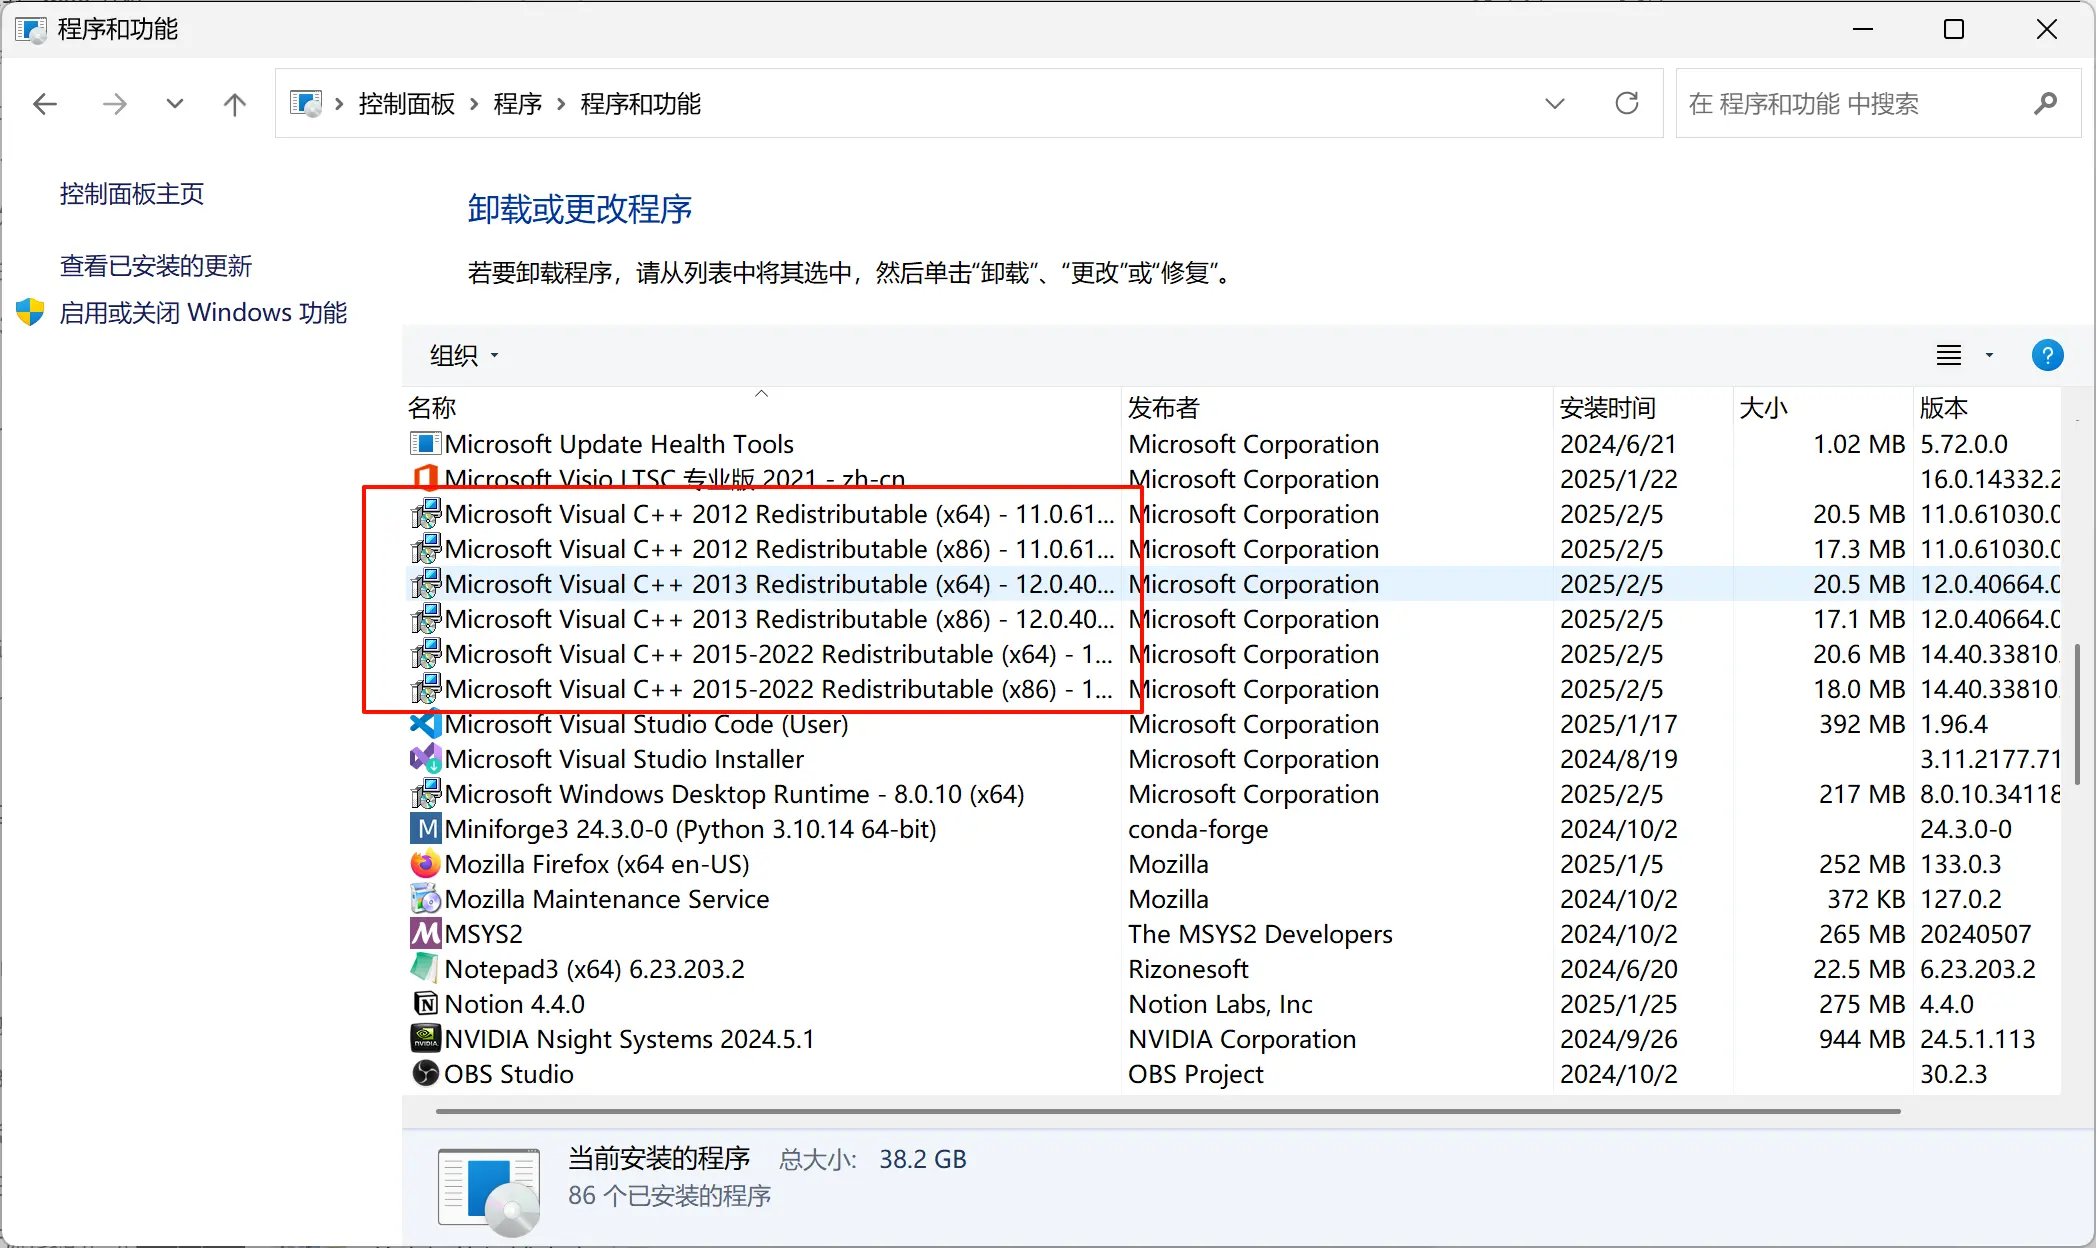 程序和功能
控制面板 程序 程序和功能
在 程序和功能 中搜索
控制面板主页
查看已安装的更新
启用或关闭 Windows 功能
卸载或更改程序
若要卸载程序，请从列表中将其选中，然后单击“卸载”、“更改”或“修复”。
组织
名称 发布者 安装时间 大小 版本
Microsoft Update Health Tools Microsoft Corporation 2024/6/21 1.02 MB 5.72.0.0
Microsoft Visio LTSC 专业版 2021 - zh-cn Microsoft Corporation 2025/1/22 16.0.14332.2
Microsoft Visual C++ 2012 Redistributable (x64) - 11.0.61... Microsoft Corporation 2025/2/5 20.5 MB 11.0.61030.0
Microsoft Visual C++ 2012 Redistributable (x86) - 11.0.61... Microsoft Corporation 2025/2/5 17.3 MB 11.0.61030.0
Microsoft Visual C++ 2013 Redistributable (x64) - 12.0.40... Microsoft Corporation 2025/2/5 20.5 MB 12.0.40664.0
Microsoft Visual C++ 2013 Redistributable (x86) - 12.0.40... Microsoft Corporation 2025/2/5 17.1 MB 12.0.40664.0
Microsoft Visual C++ 2015-2022 Redistributable (x64) - 1... Microsoft Corporation 2025/2/5 20.6 MB 14.40.33810.
Microsoft Visual C++ 2015-2022 Redistributable (x86) - 1... Microsoft Corporation 2025/2/5 18.0 MB 14.40.33810.
Microsoft Visual Studio Code (User) Microsoft Corporation 2025/1/17 392 MB 1.96.4
Microsoft Visual Studio Installer Microsoft Corporation 2024/8/19 3.11.2177.71
Microsoft Windows Desktop Runtime - 8.0.10 (x64) Microsoft Corporation 2025/2/5 217 MB 8.0.10.34118
Miniforge3 24.3.0-0 (Python 3.10.14 64-bit) conda-forge 2024/10/2 24.3.0-0
Mozilla Firefox (x64 en-US) Mozilla 2025/1/5 252 MB 133.0.3
Mozilla Maintenance Service Mozilla 2024/10/2 372 KB 127.0.2
MSYS2 The MSYS2 Developers 2024/10/2 265 MB 20240507
Notepad3 (x64) 6.23.203.2 Rizonesoft 2024/6/20 22.5 MB 6.23.203.2
Notion 4.4.0 Notion Labs, Inc 2025/1/25 275 MB 4.4.0
NVIDIA Nsight Systems 2024.5.1 NVIDIA Corporation 2024/9/26 944 MB 24.5.1.113
OBS Studio OBS Project 2024/10/2 30.2.3
当前安装的程序 总大小: 38.2 GB
86 个已安装的程序